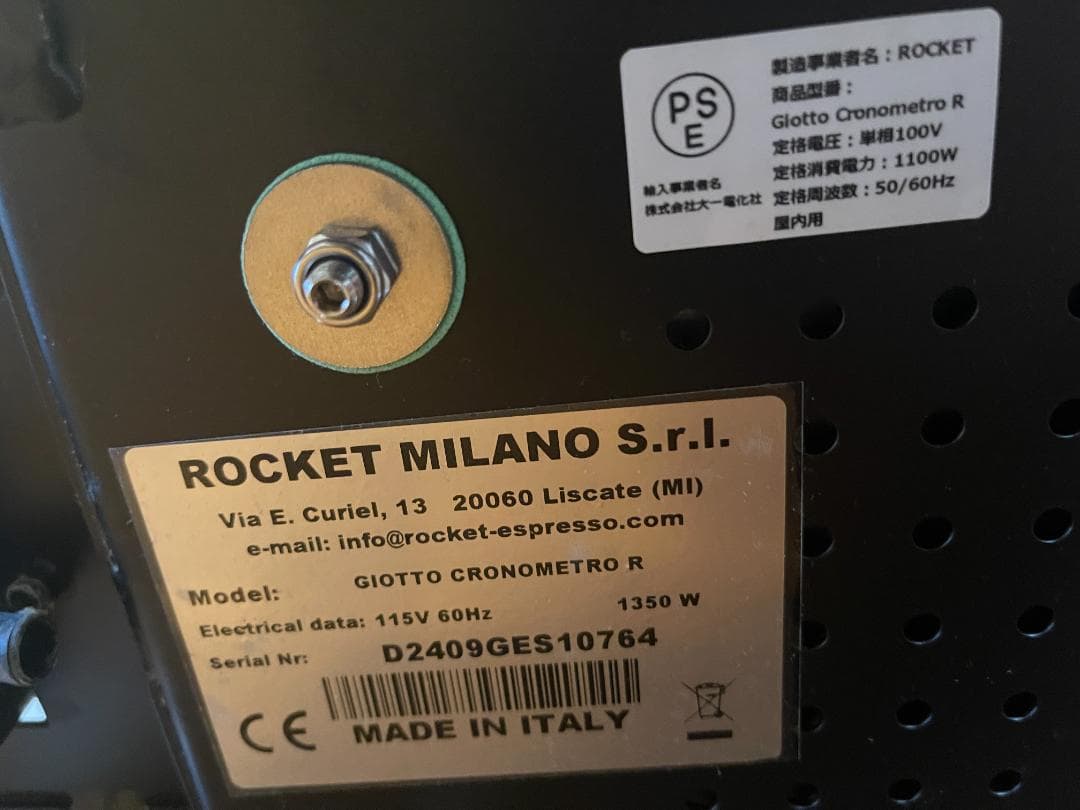 製造事業者名：ROCKET
商品型番：
Giotto Cronometro R
定格電圧：単相100V
定格消費電力：1100W
定格周波数：50/60Hz
屋内用
PS
E
輸入事業者名
株式会社大一電化社
ROCKET MILANO S.r.l.
Via E. Curiel, 13 20060 Liscate (MI)
e-mail: info@rocket-espresso.com
Model: GIOTTO CRONOMETRO R
Electrical data: 115V 60Hz 1350 W
Serial Nr: D2409GES10764
CE MADE IN ITALY